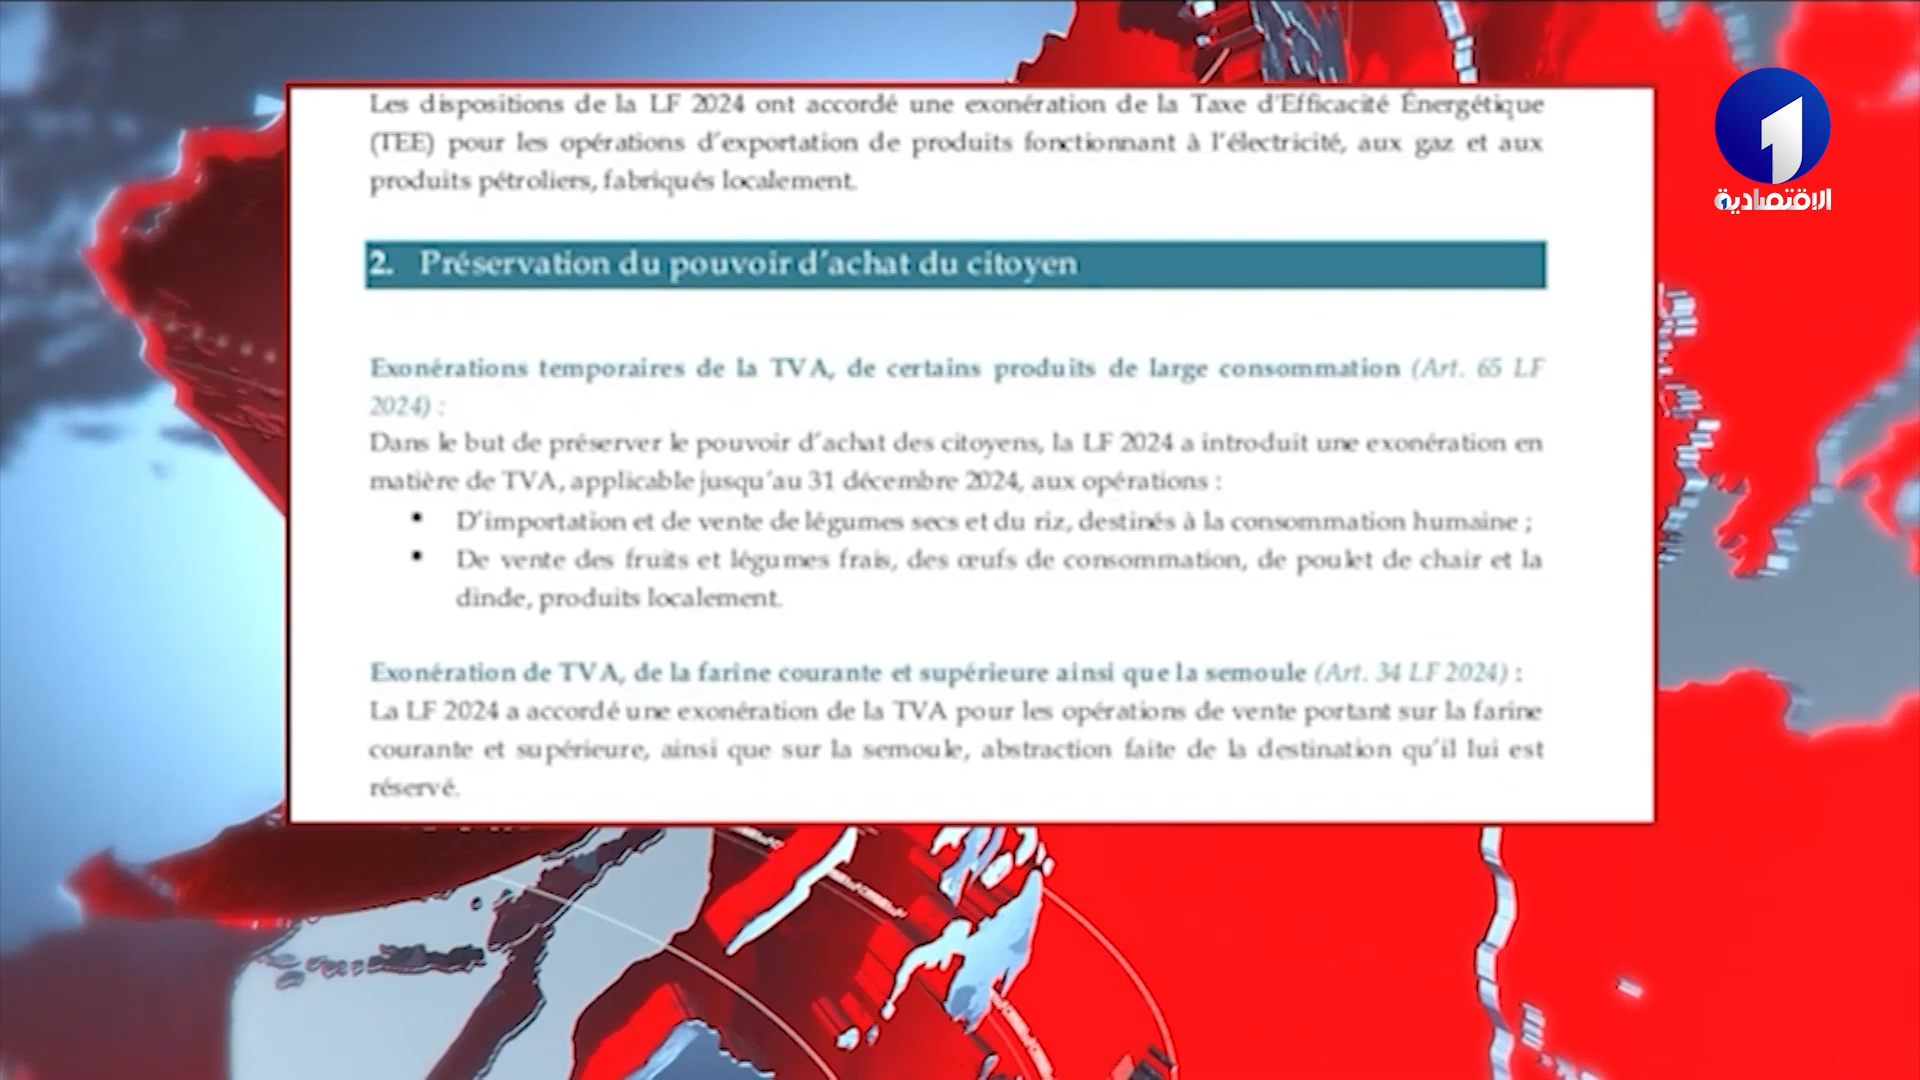 Les dispositions de la LF 2024 ont accordé une exonération de la Taxe d'Efficacité Énergétique
(TEE) pour les opérations d'exportation de produits fonctionnant à l'électricité, aux gaz et aux
produits pétroliers, fabriqués localement.
1
الإقتصادية
2. Préservation du pouvoir d'achat du citoyen
Exonérations temporaires de la TVA, de certains produits de large consommation (Art. 65 LF
2024) :
Dans le but de préserver le pouvoir d'achat des citoyens, la LF 2024 a introduit une exonération en
matière de TVA, applicable jusqu'au 31 décembre 2024, aux opérations :
▪ D'importation et de vente de légumes secs et du riz, destinés à la consommation humaine ;
▪ De vente des fruits et légumes frais, des œufs de consommation, de poulet de chair et la
dinde, produits localement.
Exonération de TVA, de la farine courante et supérieure ainsi que la semoule (Art. 34 LF 2024) :
La LF 2024 a accordé une exonération de la TVA pour les opérations de vente portant sur la farine
courante et supérieure, ainsi que sur la semoule, abstraction faite de la destination qu'il lui est
réservé.